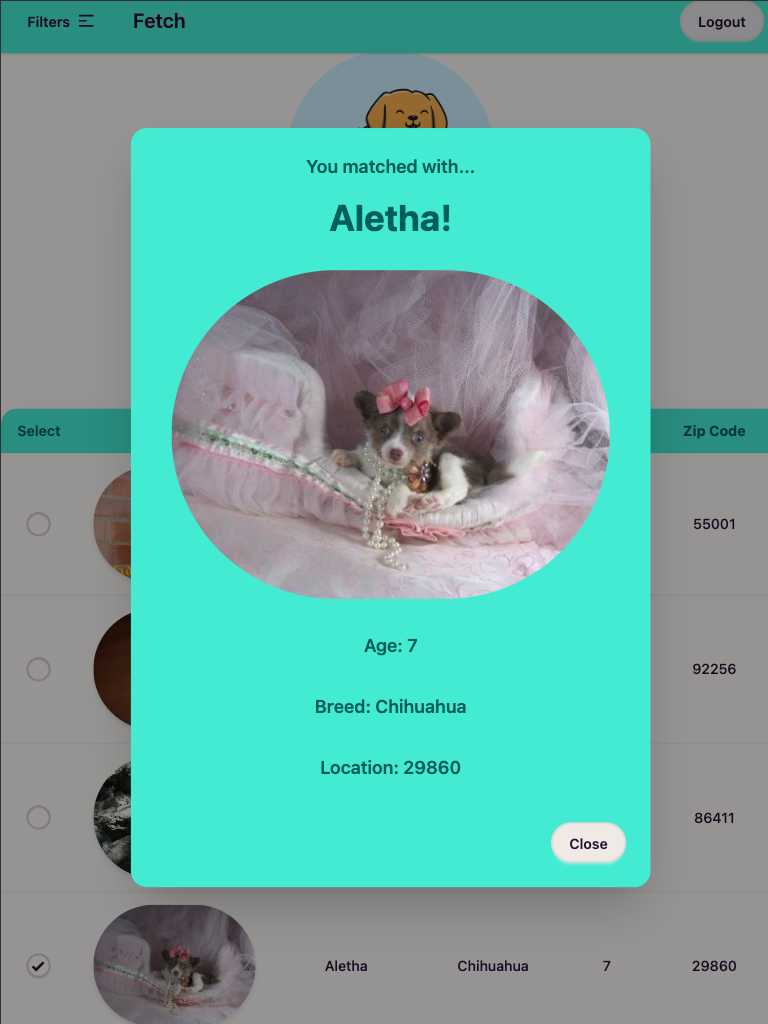 Filters
Fetch
Logout
You matched with...
Aletha!
Select
Zip Code
55001
92256
86411
Age: 7
Breed: Chihuahua
Location: 29860
Close
Aletha Chihuahua 7 29860